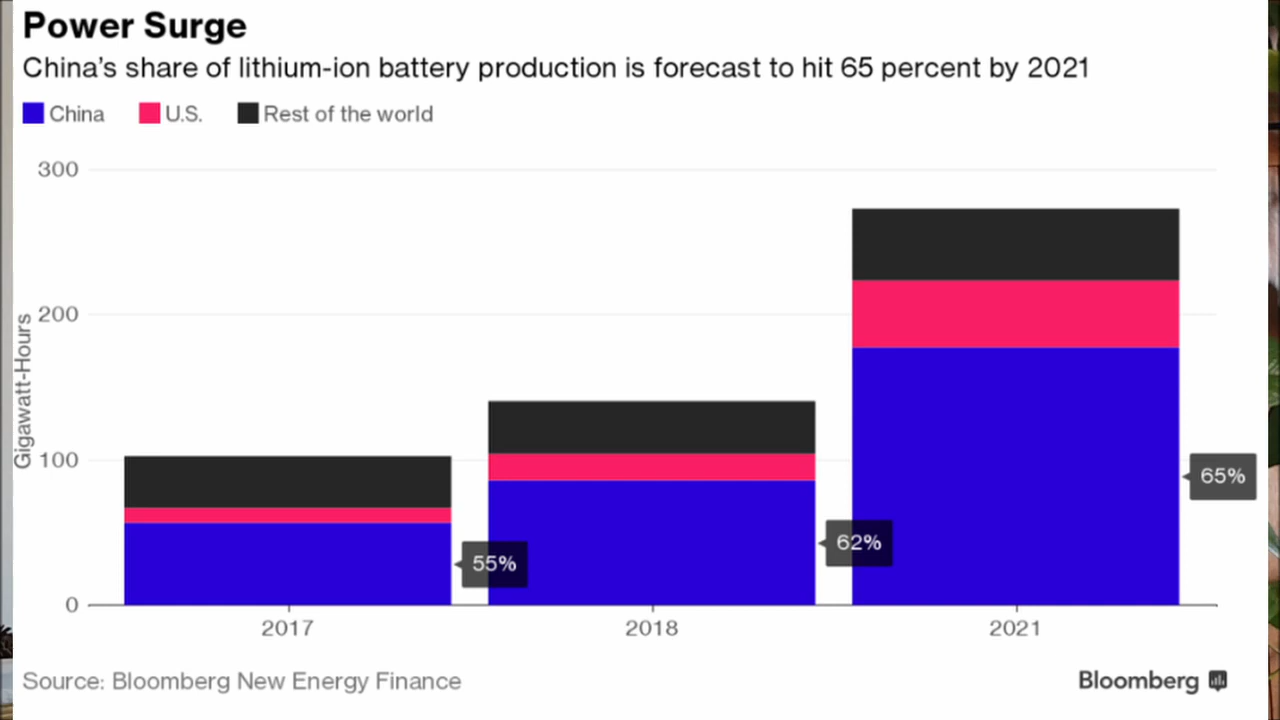 Power Surge
China's share of lithium-ion battery production is forecast to hit 65 percent by 2021
China U.S. Rest of the world
300
200
100
0
Gigawatt-Hours
55%
62%
65%
2017 2018 2021
Source: Bloomberg New Energy Finance
Bloomberg